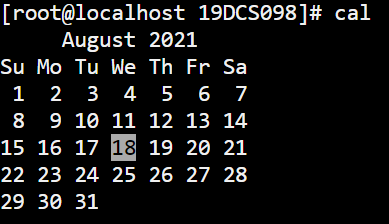 [root@localhost 19DCS098]# cal
August 2021
Su Mo Tu We Th Fr Sa
1 2 3 4 5 6 7
8 9 10 11 12 13 14
15 16 17 18 19 20 21
22 23 24 25 26 27 28
29 30 31